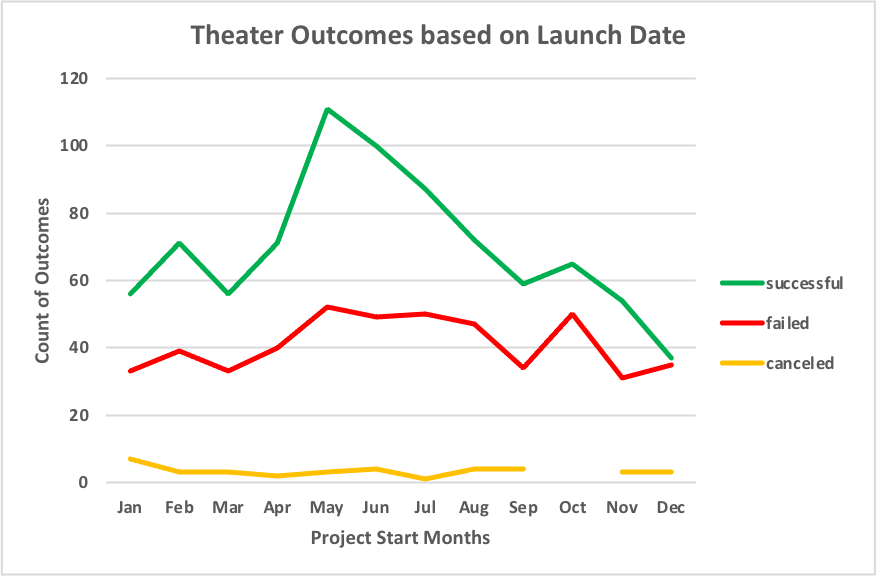 Theater Outcomes based on Launch Date
120
100
80
60
40
20
0
Count of Outcomes
Jan Feb Mar Apr May Jun Jul Aug Sep Oct Nov Dec
Project Start Months
successful
failed
canceled